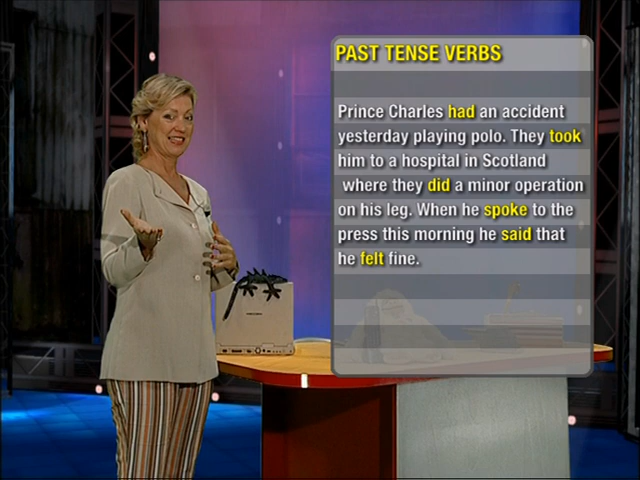 PAST TENSE VERBS
Prince Charles had an accident
yesterday playing polo. They took
him to a hospital in Scotland
where they did a minor operation
on his leg. When he spoke to the
press this morning he said that
he felt fine.